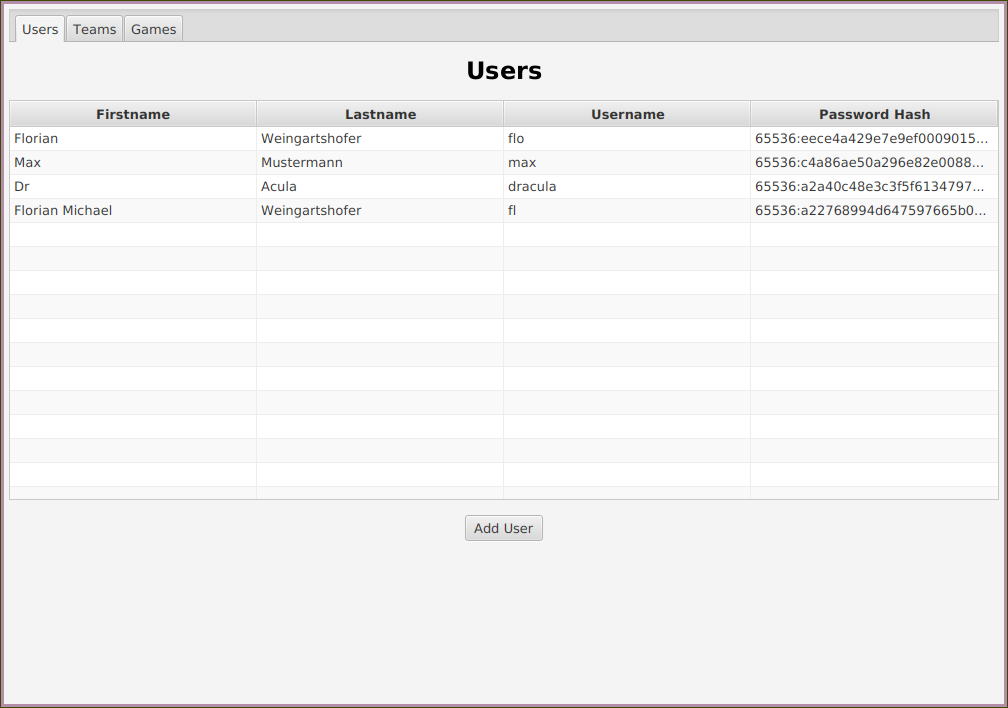 Users Teams Games
Users
Firstname Lastname Username Password Hash
Florian Weingartshofer flo 65536:eece4a429e7e9ef0009015...
Max Mustermann max 65536:c4a86ae50a296e82e0088...
Dr Acula dracula 65536:a2a40c48e3c3f5f6134797...
Florian Michael Weingartshofer fl 65536:a22768994d647597665b0...
Add User